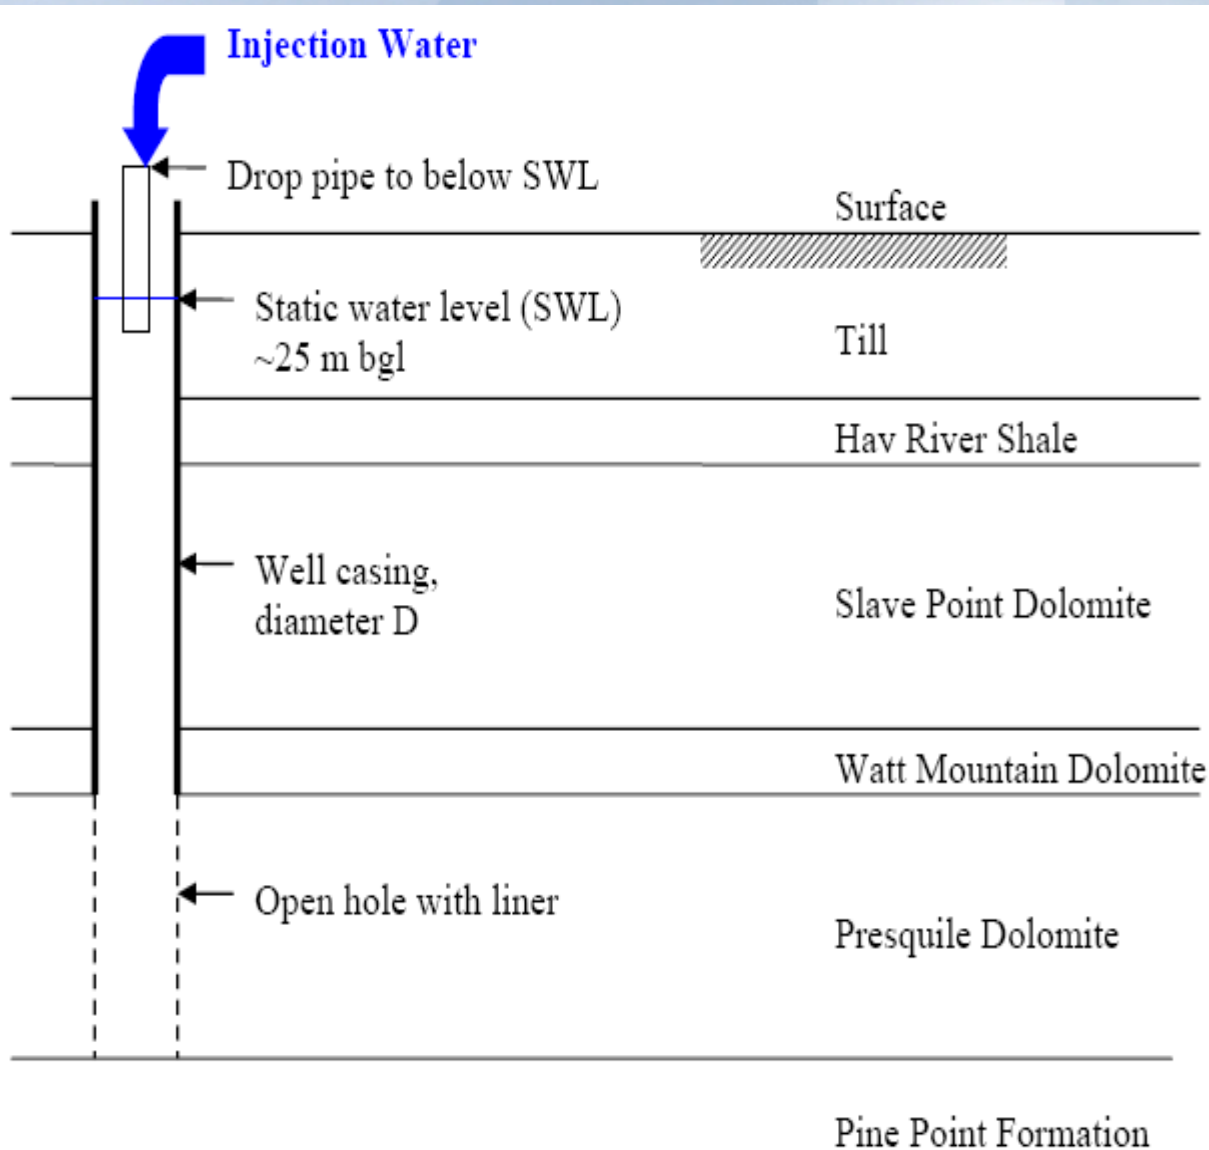 Injection Water
Drop pipe to below SWL
Surface
Static water level (SWL)
~25 m bgl
Till
Hav River Shale
Well casing,
diameter D
Slave Point Dolomite
Watt Mountain Dolomite
Open hole with liner
Presquile Dolomite
Pine Point Formation